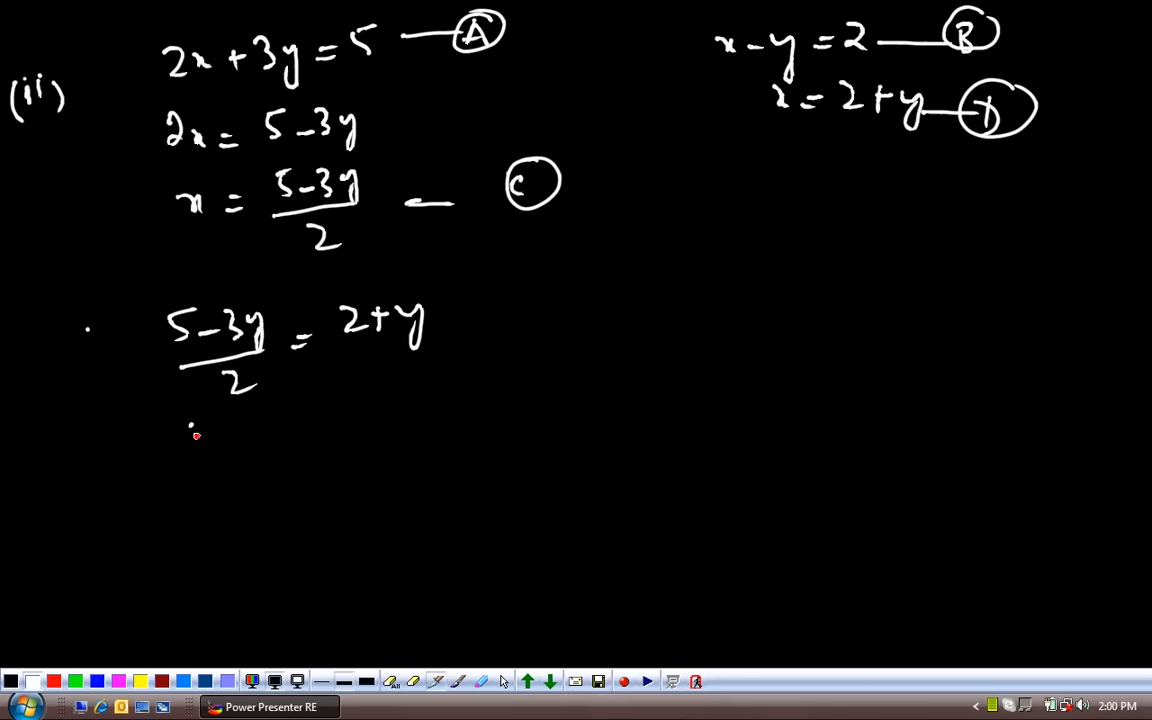 (ii)
2x + 3y = 5 — A
2x = 5 - 3y
x = (5 - 3y)/2 — C
x - y = 2 — B
x = 2 + y — D
(5 - 3y)/2 = 2 + y
Power Presenter RE
2:00 PM